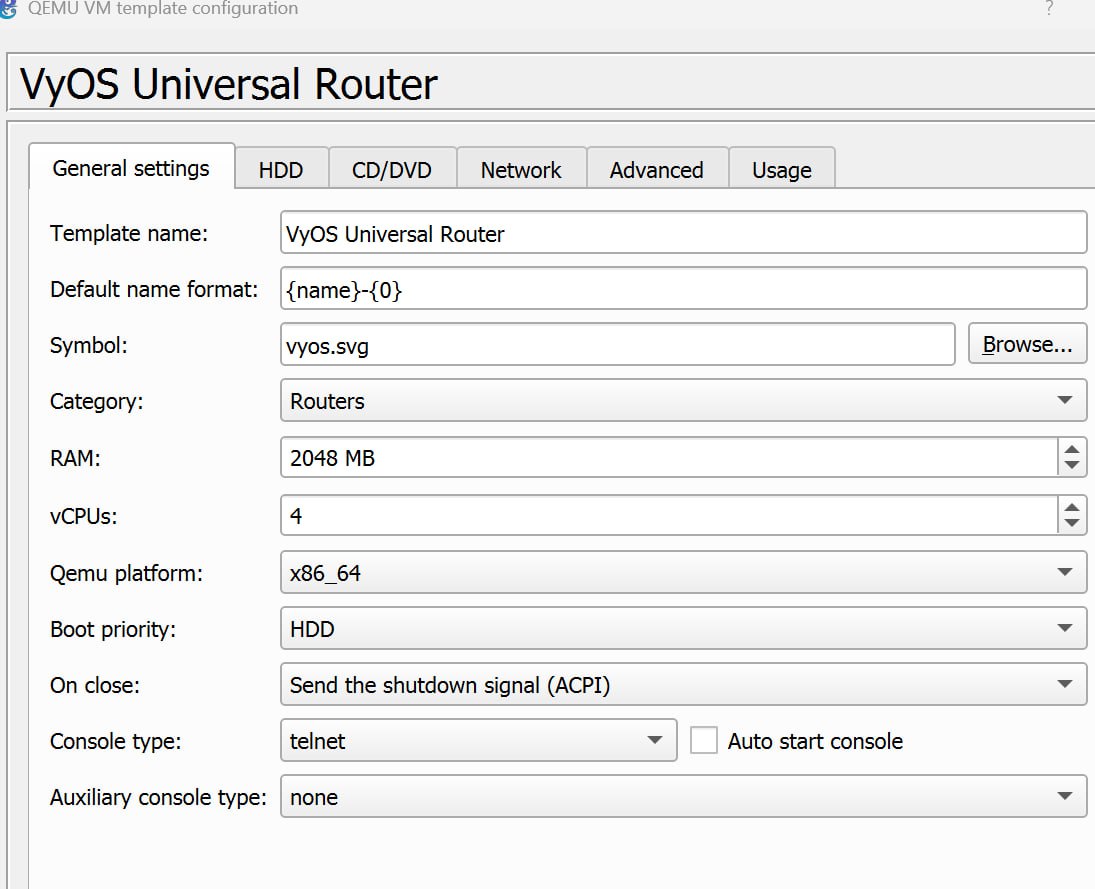 QEMU VM template configuration ?
VyOS Universal Router
General settings HDD CD/DVD Network Advanced Usage
Template name: VyOS Universal Router
Default name format: {name}-{0}
Symbol: vyos.svg Browse...
Category: Routers
RAM: 2048 MB
vCPUs: 4
Qemu platform: x86_64
Boot priority: HDD
On close: Send the shutdown signal (ACPI)
Console type: telnet Auto start console
Auxiliary console type: none